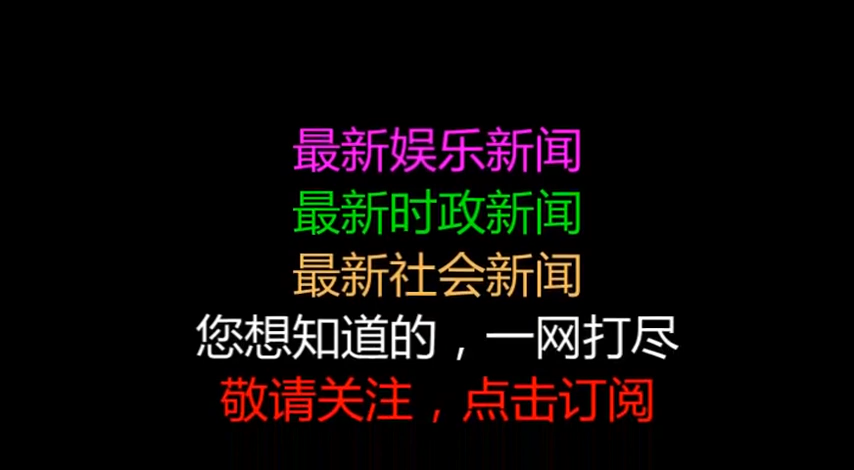 最新娱乐新闻
最新时政新闻
最新社会新闻
您想知道的，一网打尽
敬请关注，点击订阅